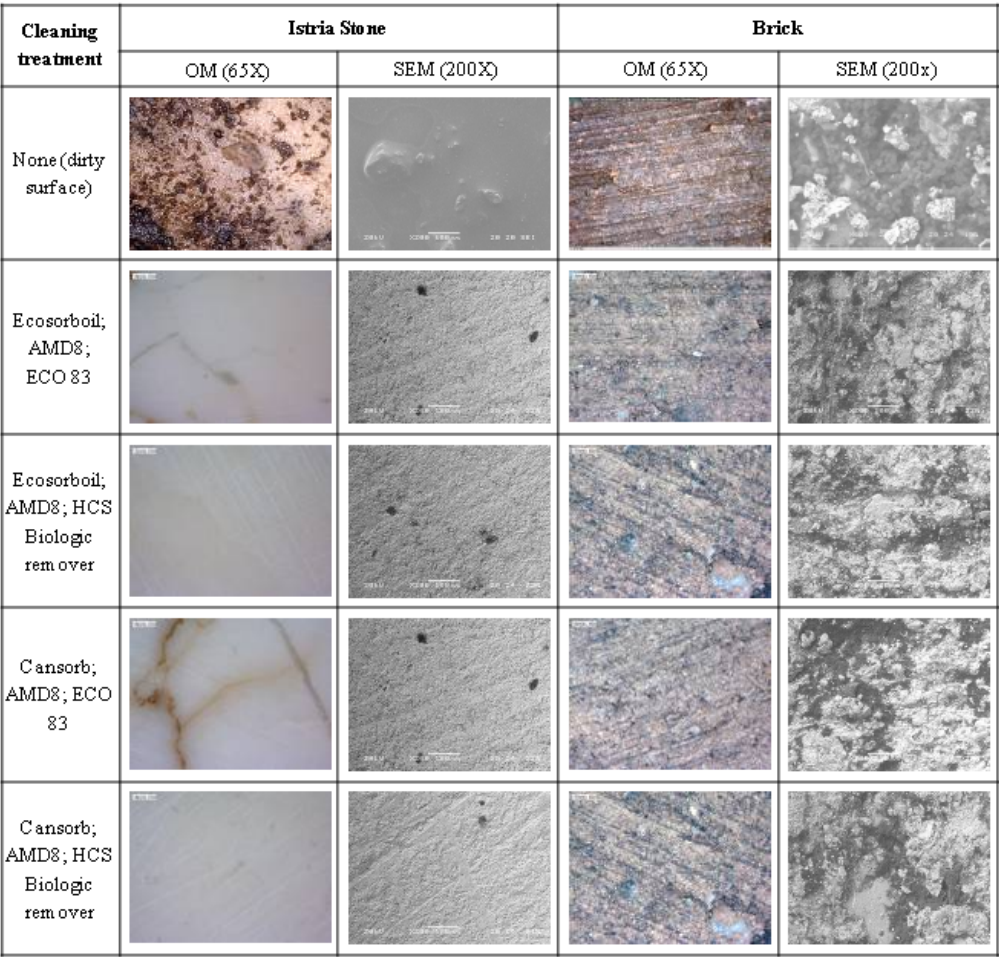 Cleaning treatment
Istria Stone
Brick
OM (65X)
SEM (200X)
OM (65X)
SEM (200x)
None (dirty
surface)
Ecosorboil;
AMD8;
ECO 83
Ecosorboil;
AMD8; HCS
Biologic
remover
Cansorb;
AMD8; ECO
83
Cansorb;
AMD8; HCS
Biologic
remover